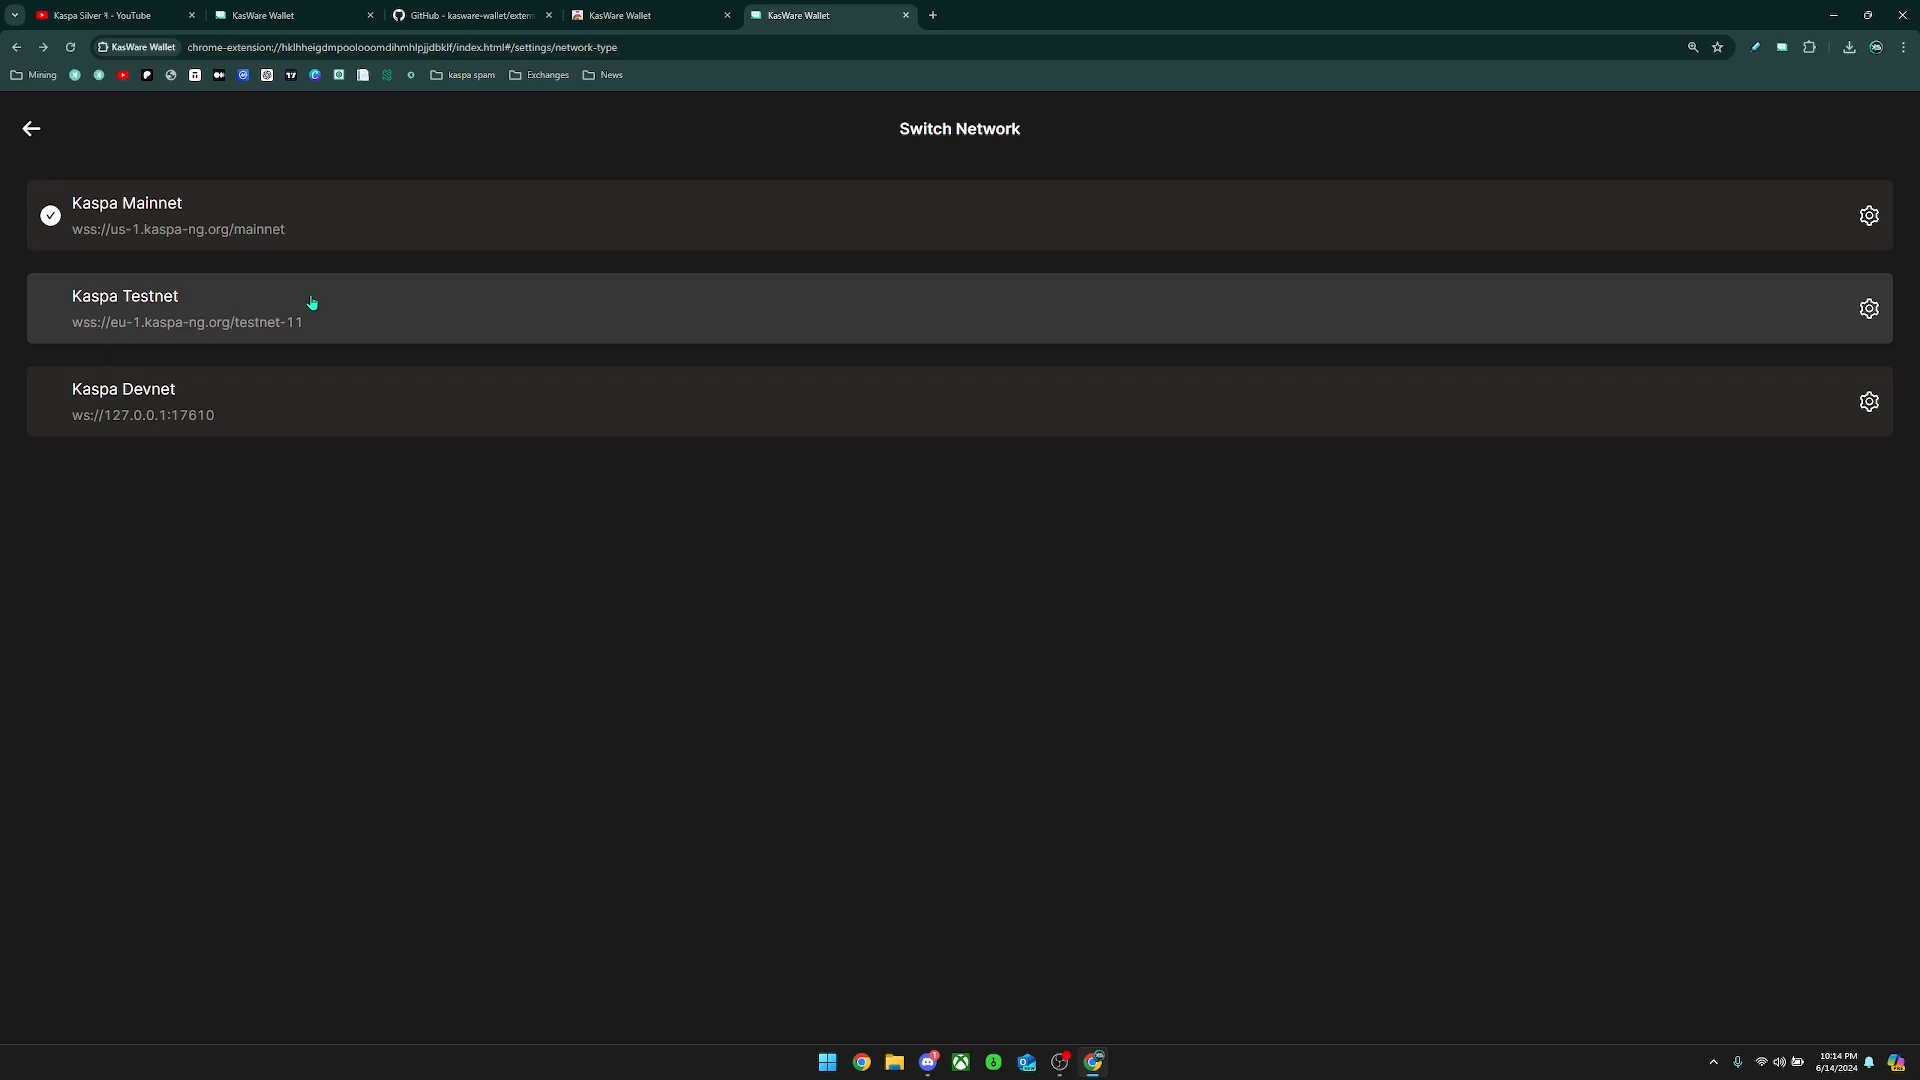 Kaspa Silver ⚕ - YouTube
KasWare Wallet
GitHub - kasware-wallet/extens
KasWare Wallet
KasWare Wallet
KasWare Wallet
chrome-extension://hklhheigdmpoolooomdihmhlpjjdbklf/index.html#/settings/network-type
Mining
kaspa spam
Exchanges
News
Switch Network
Kaspa Mainnet
wss://us-1.kaspa-ng.org/mainnet
Kaspa Testnet
wss://eu-1.kaspa-ng.org/testnet-11
Kaspa Devnet
ws://127.0.0.1:17610
10:14 PM
6/14/2024